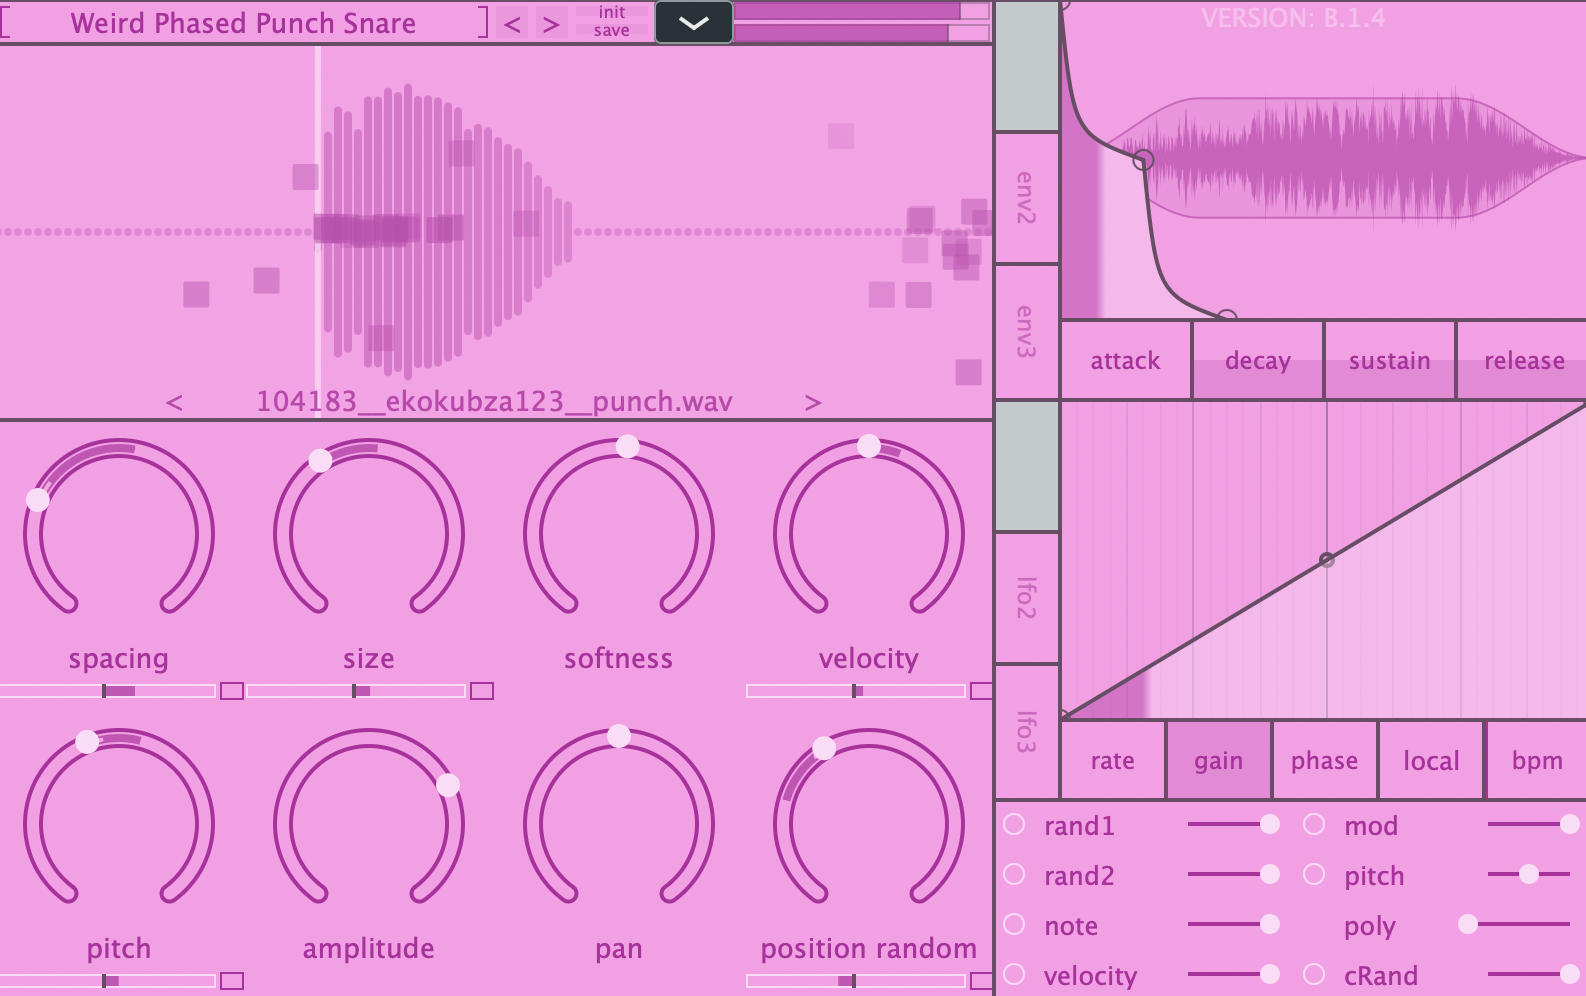 Weird Phased Punch Snare
< >
init
save
VERSION: B.1.4
env2
env3
< 104183__ekokubza123__punch.wav >
attack decay sustain release
spacing size softness velocity
lfo2
lfo3
pitch amplitude pan position random
rate gain phase local bpm
rand1 mod
rand2 pitch
note poly
velocity cRand